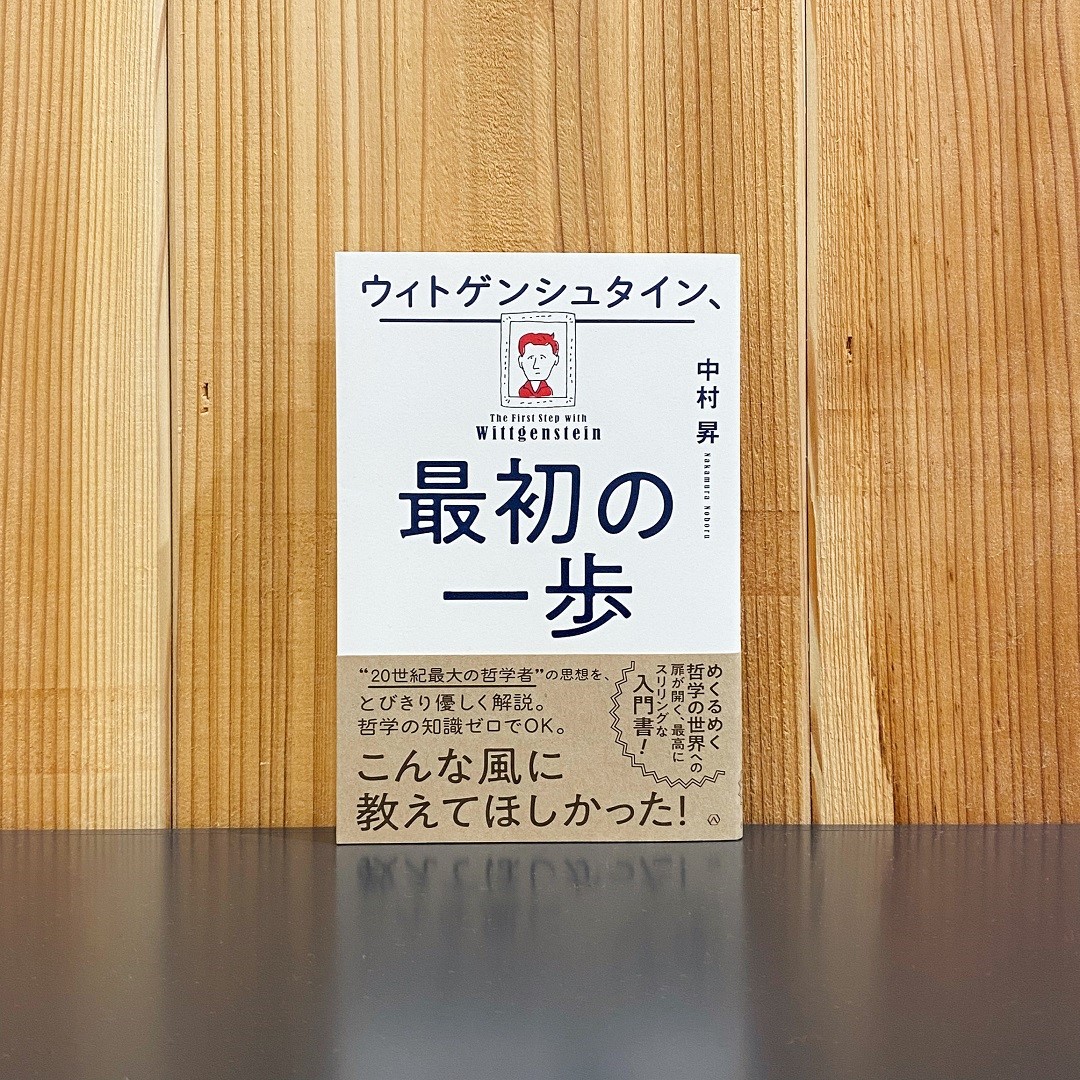 ウィトゲンシュタイン、
The First Step with
Wittgenstein
最初の
一歩
中村 昇
Nakamura Noboru
“20世紀最大の哲学者”の思想を、
とびきり優しく解説。
哲学の知識ゼロでOK。
こんな風に
教えてほしかった!
めくるめく
哲学の世界への
扉が開く、最高に
スリリングな
入門書!